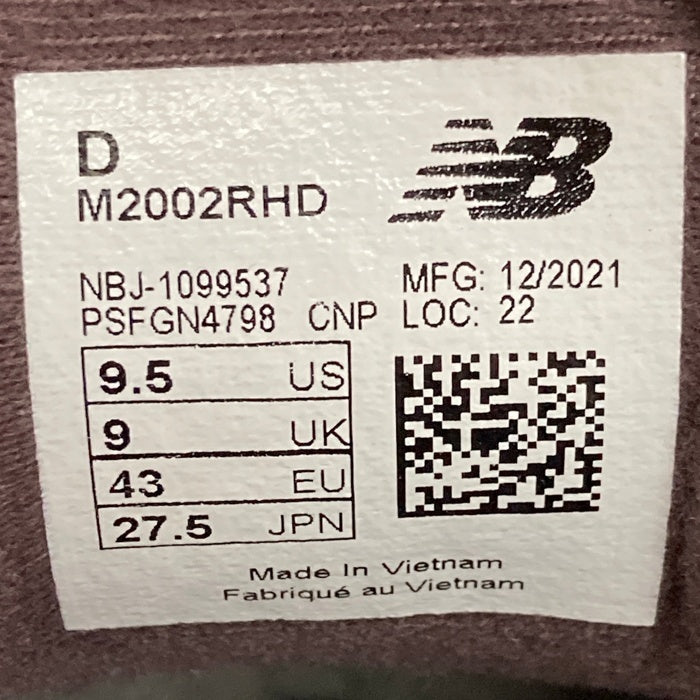 D
NB
M2002RHD
NBJ-1099537 MFG: 12/2021
PSFGN4798 CNP LOC: 22
9.5 US
9 UK
43 EU
27.5 JPN
Made In Vietnam
Fabriqué au Vietnam